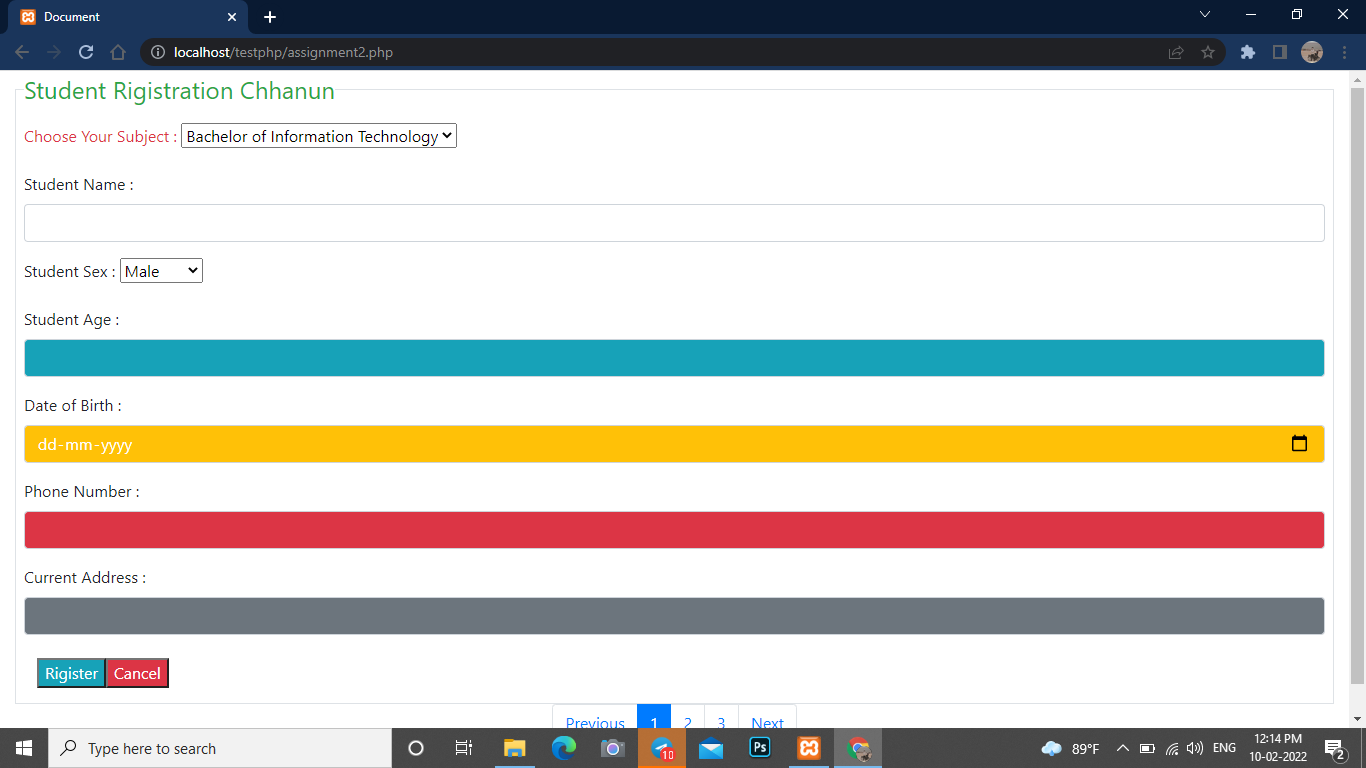 Document
localhost/testphp/assignment2.php
Student Rigistration Chhanun
Choose Your Subject : Bachelor of Information Technology
Student Name :
Student Sex : Male
Student Age :
Date of Birth :
dd-mm-yyyy
Phone Number :
Current Address :
Rigister Cancel
Previous 1 2 3 Next
Type here to search
10
Ps
89°F
ENG
12:14 PM
10-02-2022
2